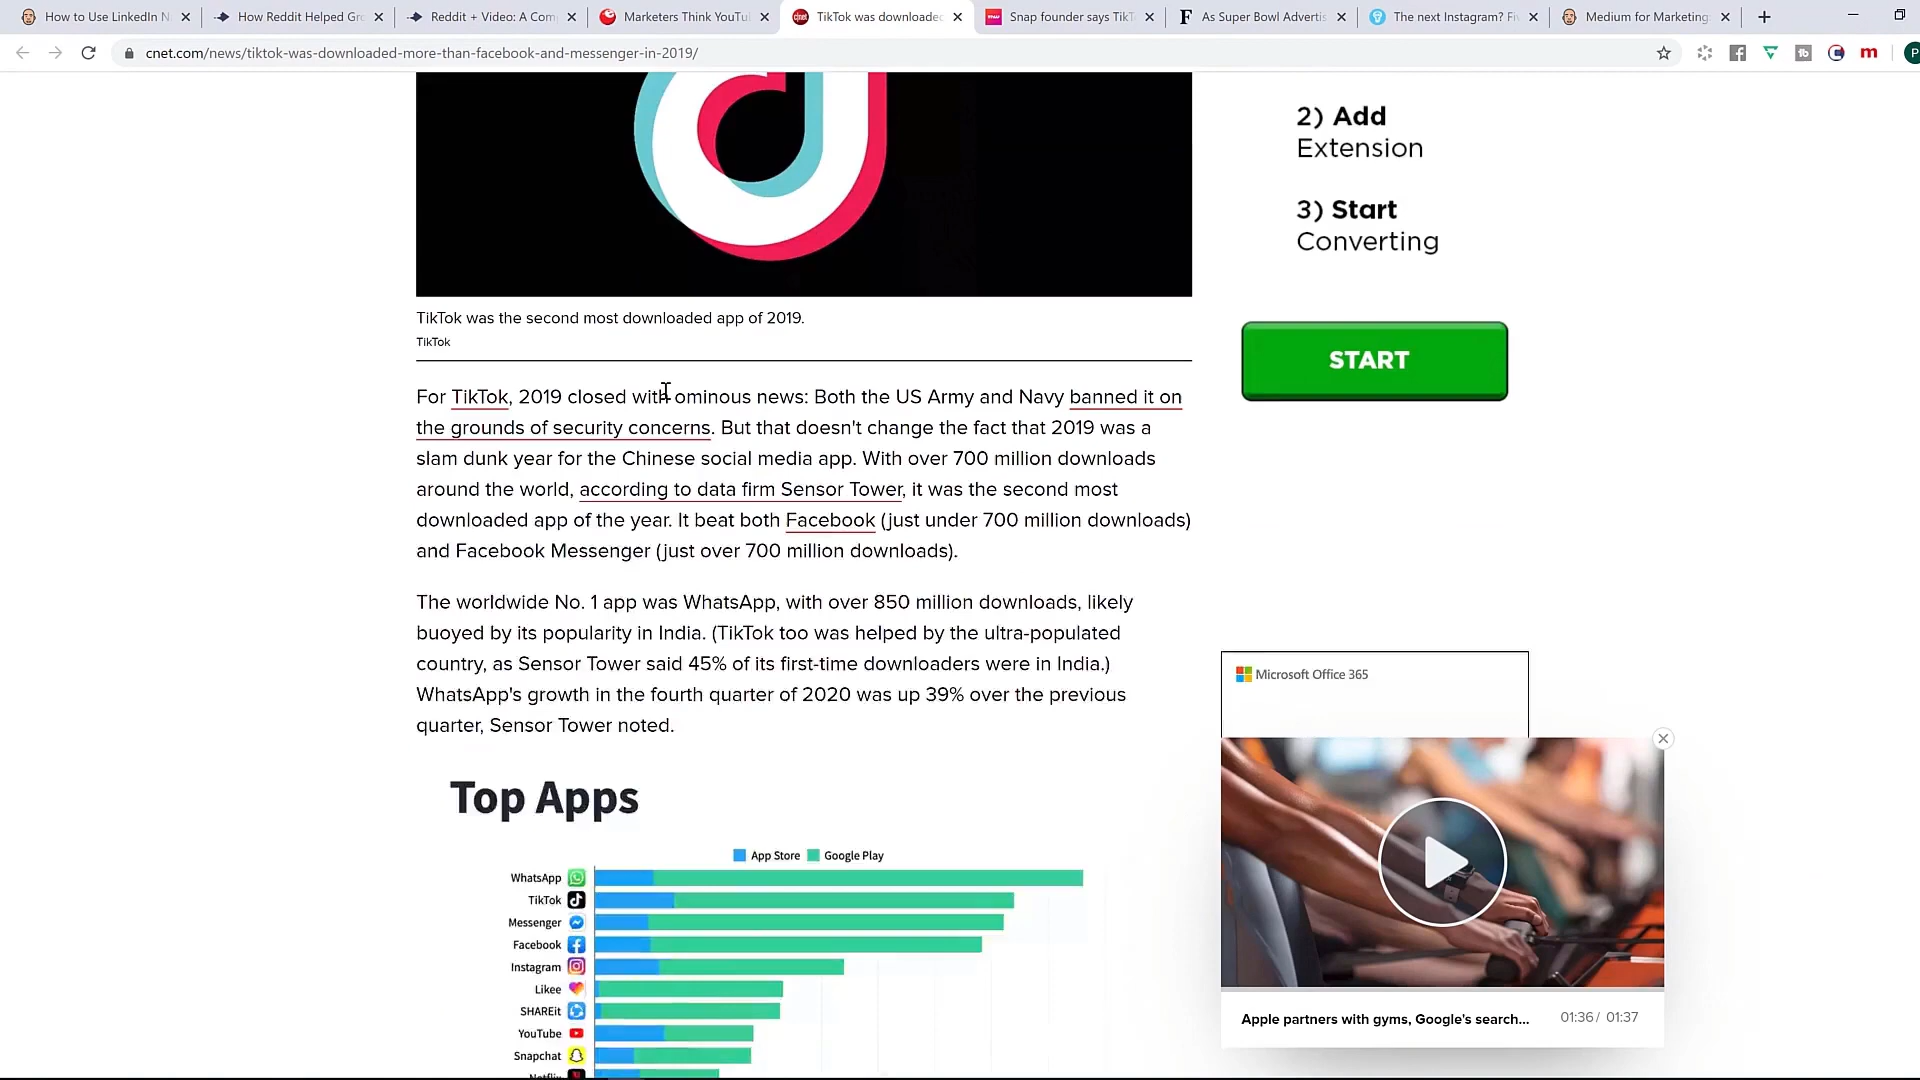 How to Use LinkedIn N
How Reddit Helped Gro
Reddit + Video: A Com
Marketers Think YouTu
TikTok was downloaded
Snap founder says TikT
As Super Bowl Advertis
The next Instagram? Fi
Medium for Marketing
cnet.com/news/tiktok-was-downloaded-more-than-facebook-and-messenger-in-2019/
2) Add
Extension
3) Start
Converting
START
TikTok was the second most downloaded app of 2019.
TikTok
For TikTok, 2019 closed with ominous news: Both the US Army and Navy banned it on
the grounds of security concerns. But that doesn't change the fact that 2019 was a
slam dunk year for the Chinese social media app. With over 700 million downloads
around the world, according to data firm Sensor Tower, it was the second most
downloaded app of the year. It beat both Facebook (just under 700 million downloads)
and Facebook Messenger (just over 700 million downloads).
The worldwide No. 1 app was WhatsApp, with over 850 million downloads, likely
buoyed by its popularity in India. (TikTok too was helped by the ultra-populated
country, as Sensor Tower said 45% of its first-time downloaders were in India.)
WhatsApp's growth in the fourth quarter of 2020 was up 39% over the previous
quarter, Sensor Tower noted.
Microsoft Office 365
Top Apps
App Store Google Play
WhatsApp
TikTok
Messenger
Facebook
Instagram
Likee
SHAREit
YouTube
Snapchat
Netflix
Apple partners with gyms, Google's search... 01:36 / 01:37